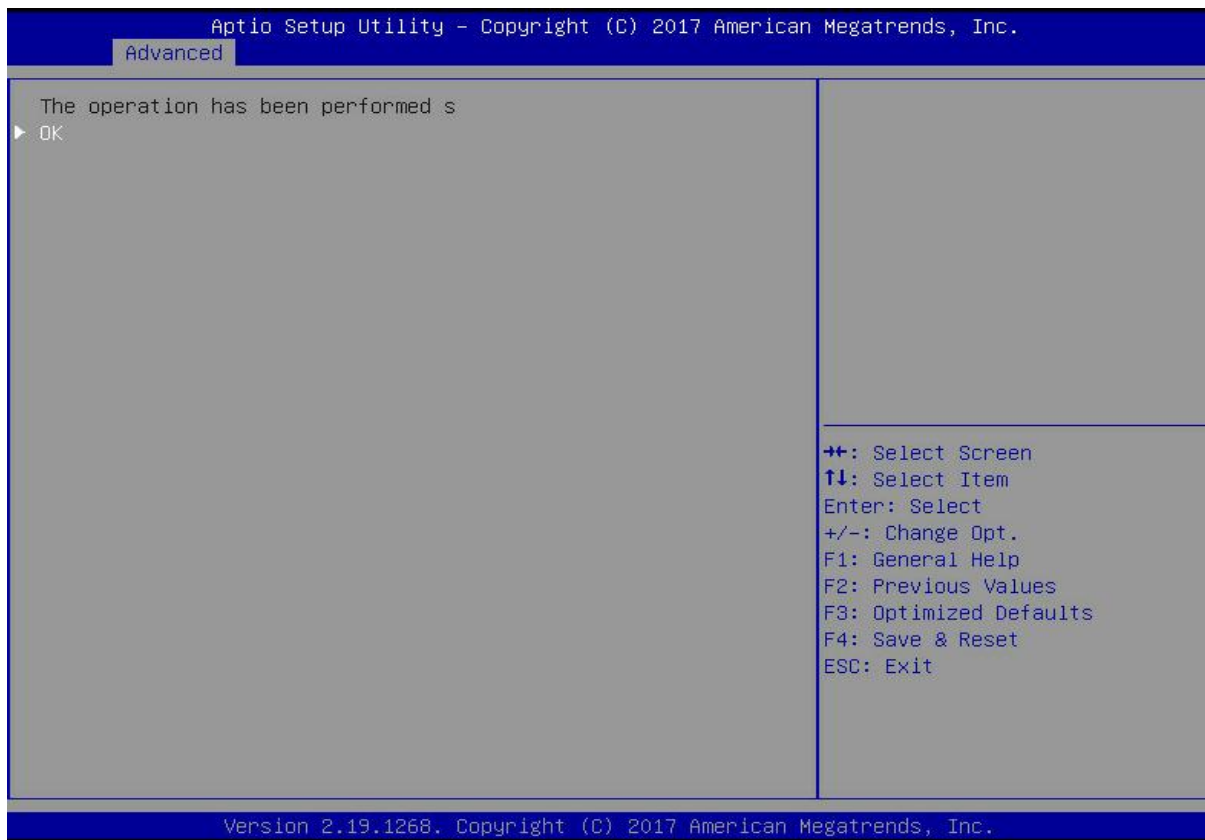 Aptio Setup Utility – Copyright (C) 2017 American Megatrends, Inc.
Advanced
The operation has been performed s
▶ OK
→←: Select Screen
↑↓: Select Item
Enter: Select
+/-: Change Opt.
F1: General Help
F2: Previous Values
F3: Optimized Defaults
F4: Save & Reset
ESC: Exit
Version 2.19.1268. Copyright (C) 2017 American Megatrends, Inc.